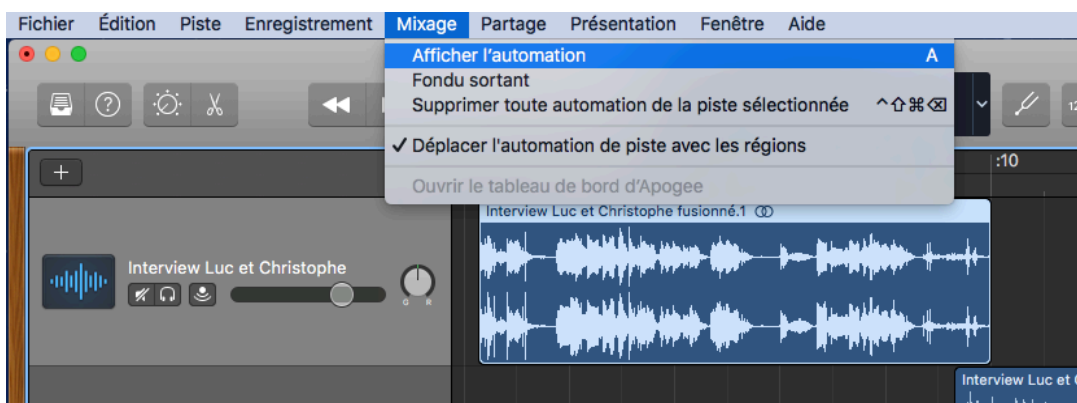 Fichier Édition Piste Enregistrement Mixage Partage Présentation Fenêtre Aide
Afficher l'automation A
Fondu sortant
Supprimer toute automation de la piste sélectionnée ^⇧⌘⌫
✓ Déplacer l'automation de piste avec les régions
Ouvrir le tableau de bord d'Apogee
:10
Interview Luc et Christophe fusionné.1
Interview Luc et Christophe
G R
Interview Luc et